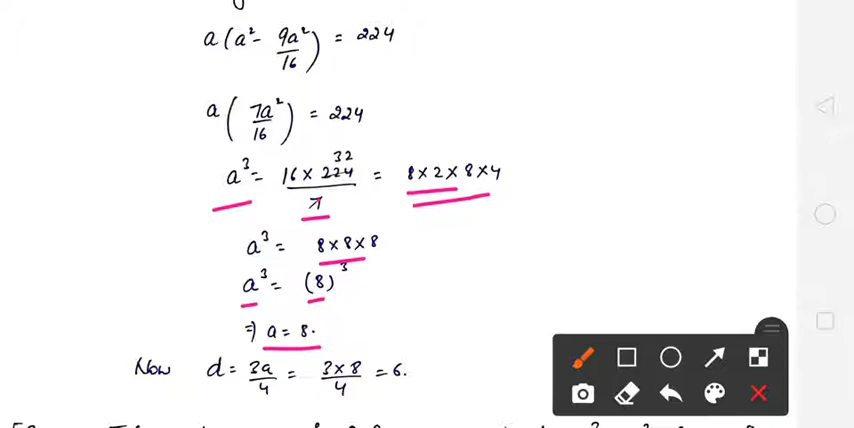 a(a² - 9a²/16) = 224
a(7a²/16) = 224
32
a³ = 16 × 224/7 = 8 × 2 × 8 × 4
a³ = 8 × 8 × 8
a³ = (8)³
⇒ a = 8.
Now d = 3a/4 = 3 × 8/4 = 6.